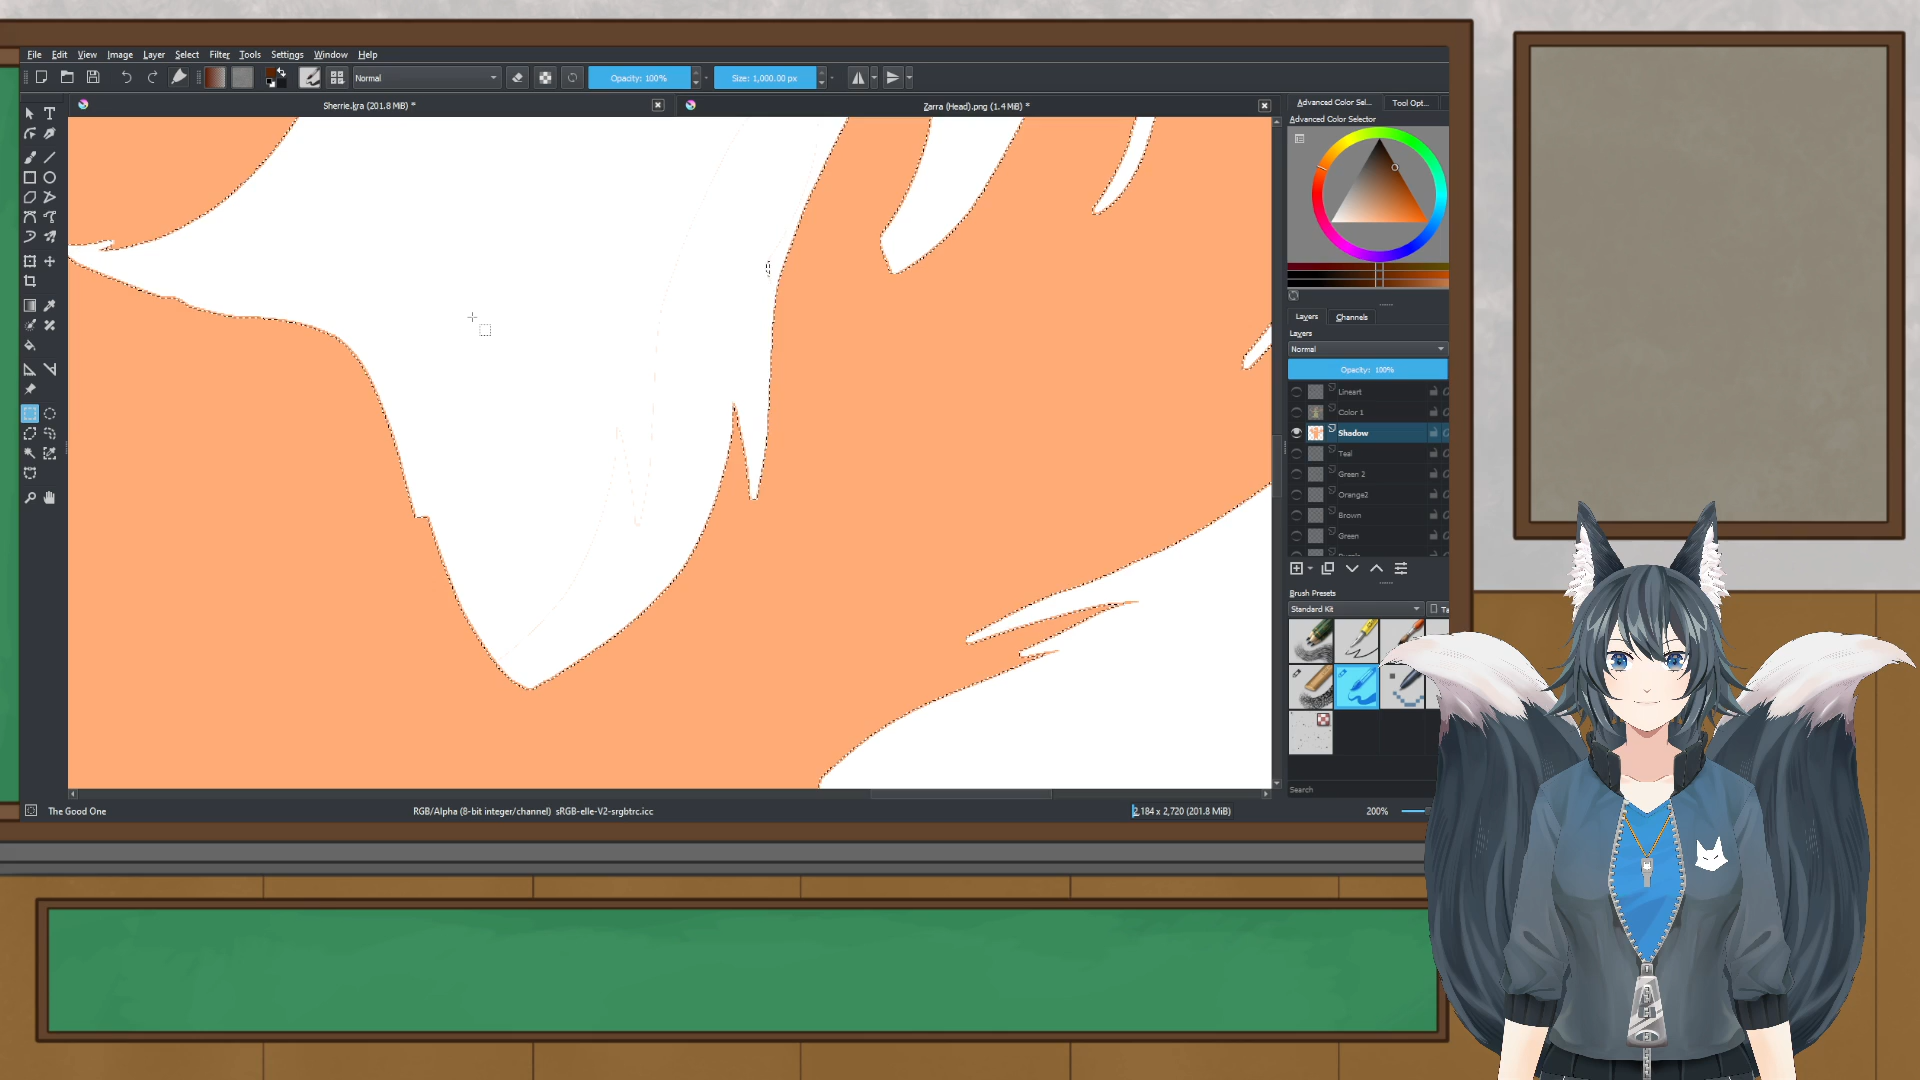 File Edit View Image Layer Select Filter Tools Settings Window Help
Normal
Opacity: 100%
Size: 1,000.00 px
Sherrie.kra (201.8 MiB) *
Zarra (Head).png (1.4 MiB) *
Advanced Color Sel...
Tool Opt...
Advanced Color Selector
Layers
Channels
Layers
Normal
Opacity: 100%
Lineart
Color 1
Shadow
Teal
Green 2
Orange2
Brown
Green
Brush Presets
Standard Kit
Ta
Search
The Good One
RGB/Alpha (8-bit integer/channel) sRGB-elle-V2-srgbtrc.icc
2,184 x 2,720 (201.8 MiB)
200%